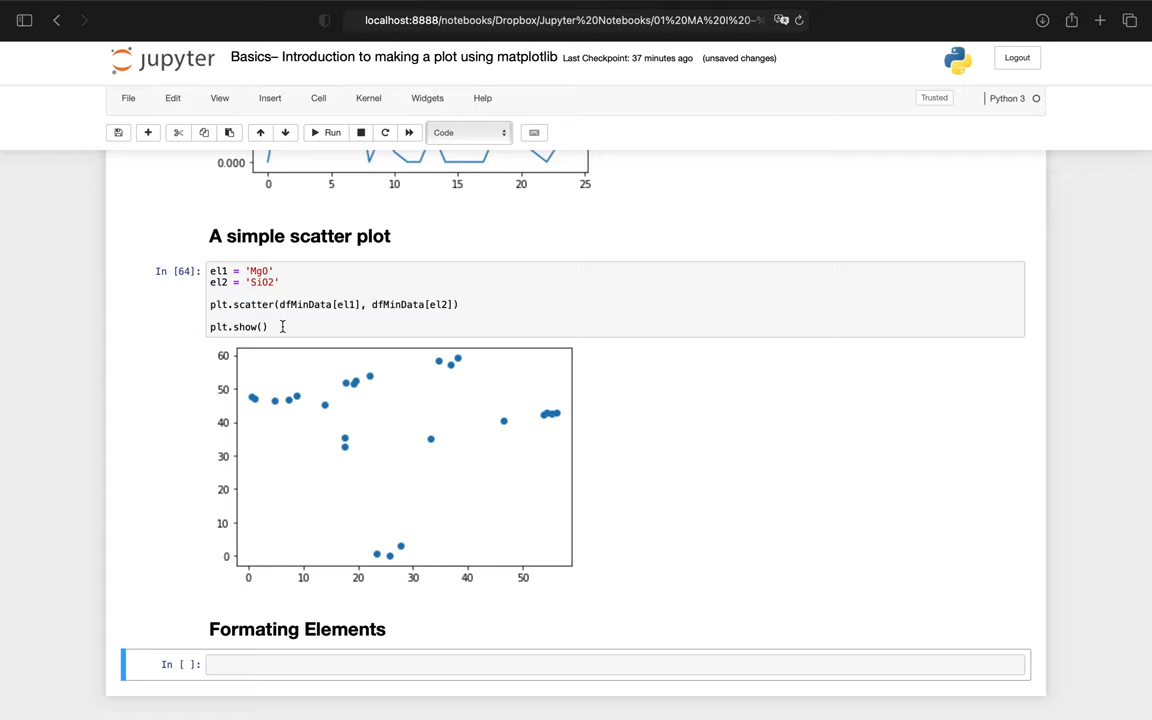 localhost:8888/notebooks/Dropbox/Jupyter%20Notebooks/01%20MA%20I%20–%
jupyter Basics– Introduction to making a plot using matplotlib Last Checkpoint: 37 minutes ago (unsaved changes) Logout
File Edit View Insert Cell Kernel Widgets Help Trusted Python 3
Run Code
0.000
0 5 10 15 20 25
A simple scatter plot
In [64]: el1 = 'MgO'
el2 = 'SiO2'
plt.scatter(dfMinData[el1], dfMinData[el2])
plt.show()
60
50
40
30
20
10
0
0 10 20 30 40 50
Formating Elements
In [ ]: